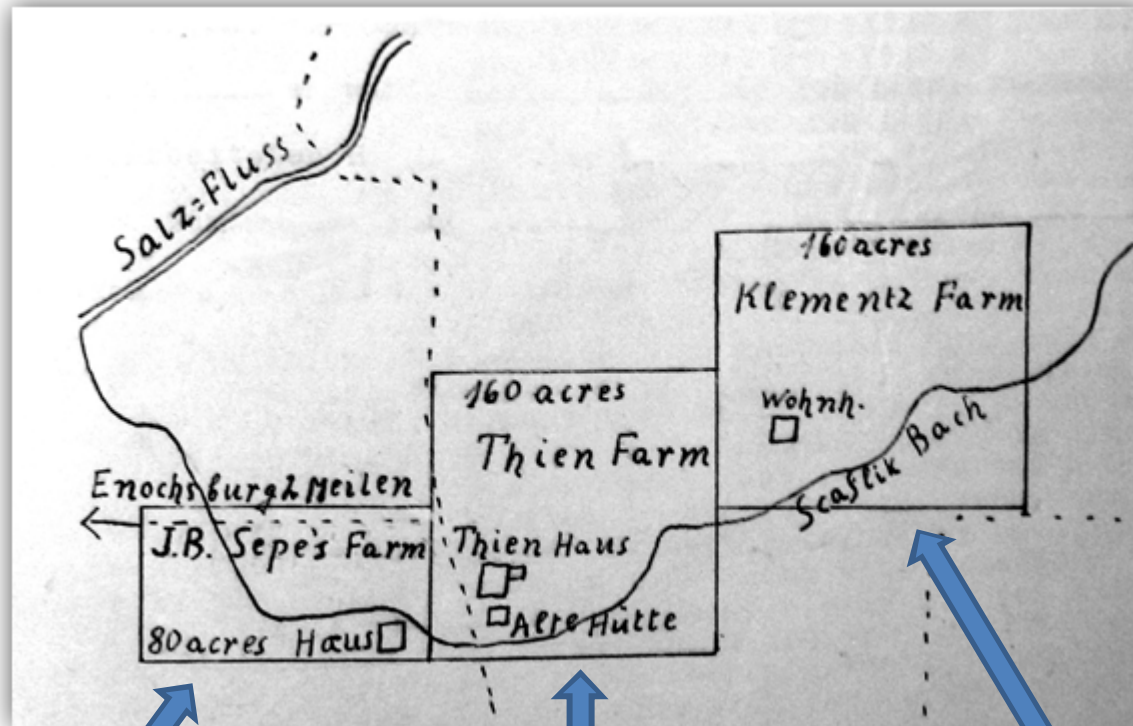 Salz=Fluss
160 acres
Klementz Farm
Wohnh.
Scaflik Bach
160 acres
Thien Farm
Thien Haus
Alte Hütte
Enochsburg 2 Meilen
J.B. Sepe's Farm
80 acres Haus